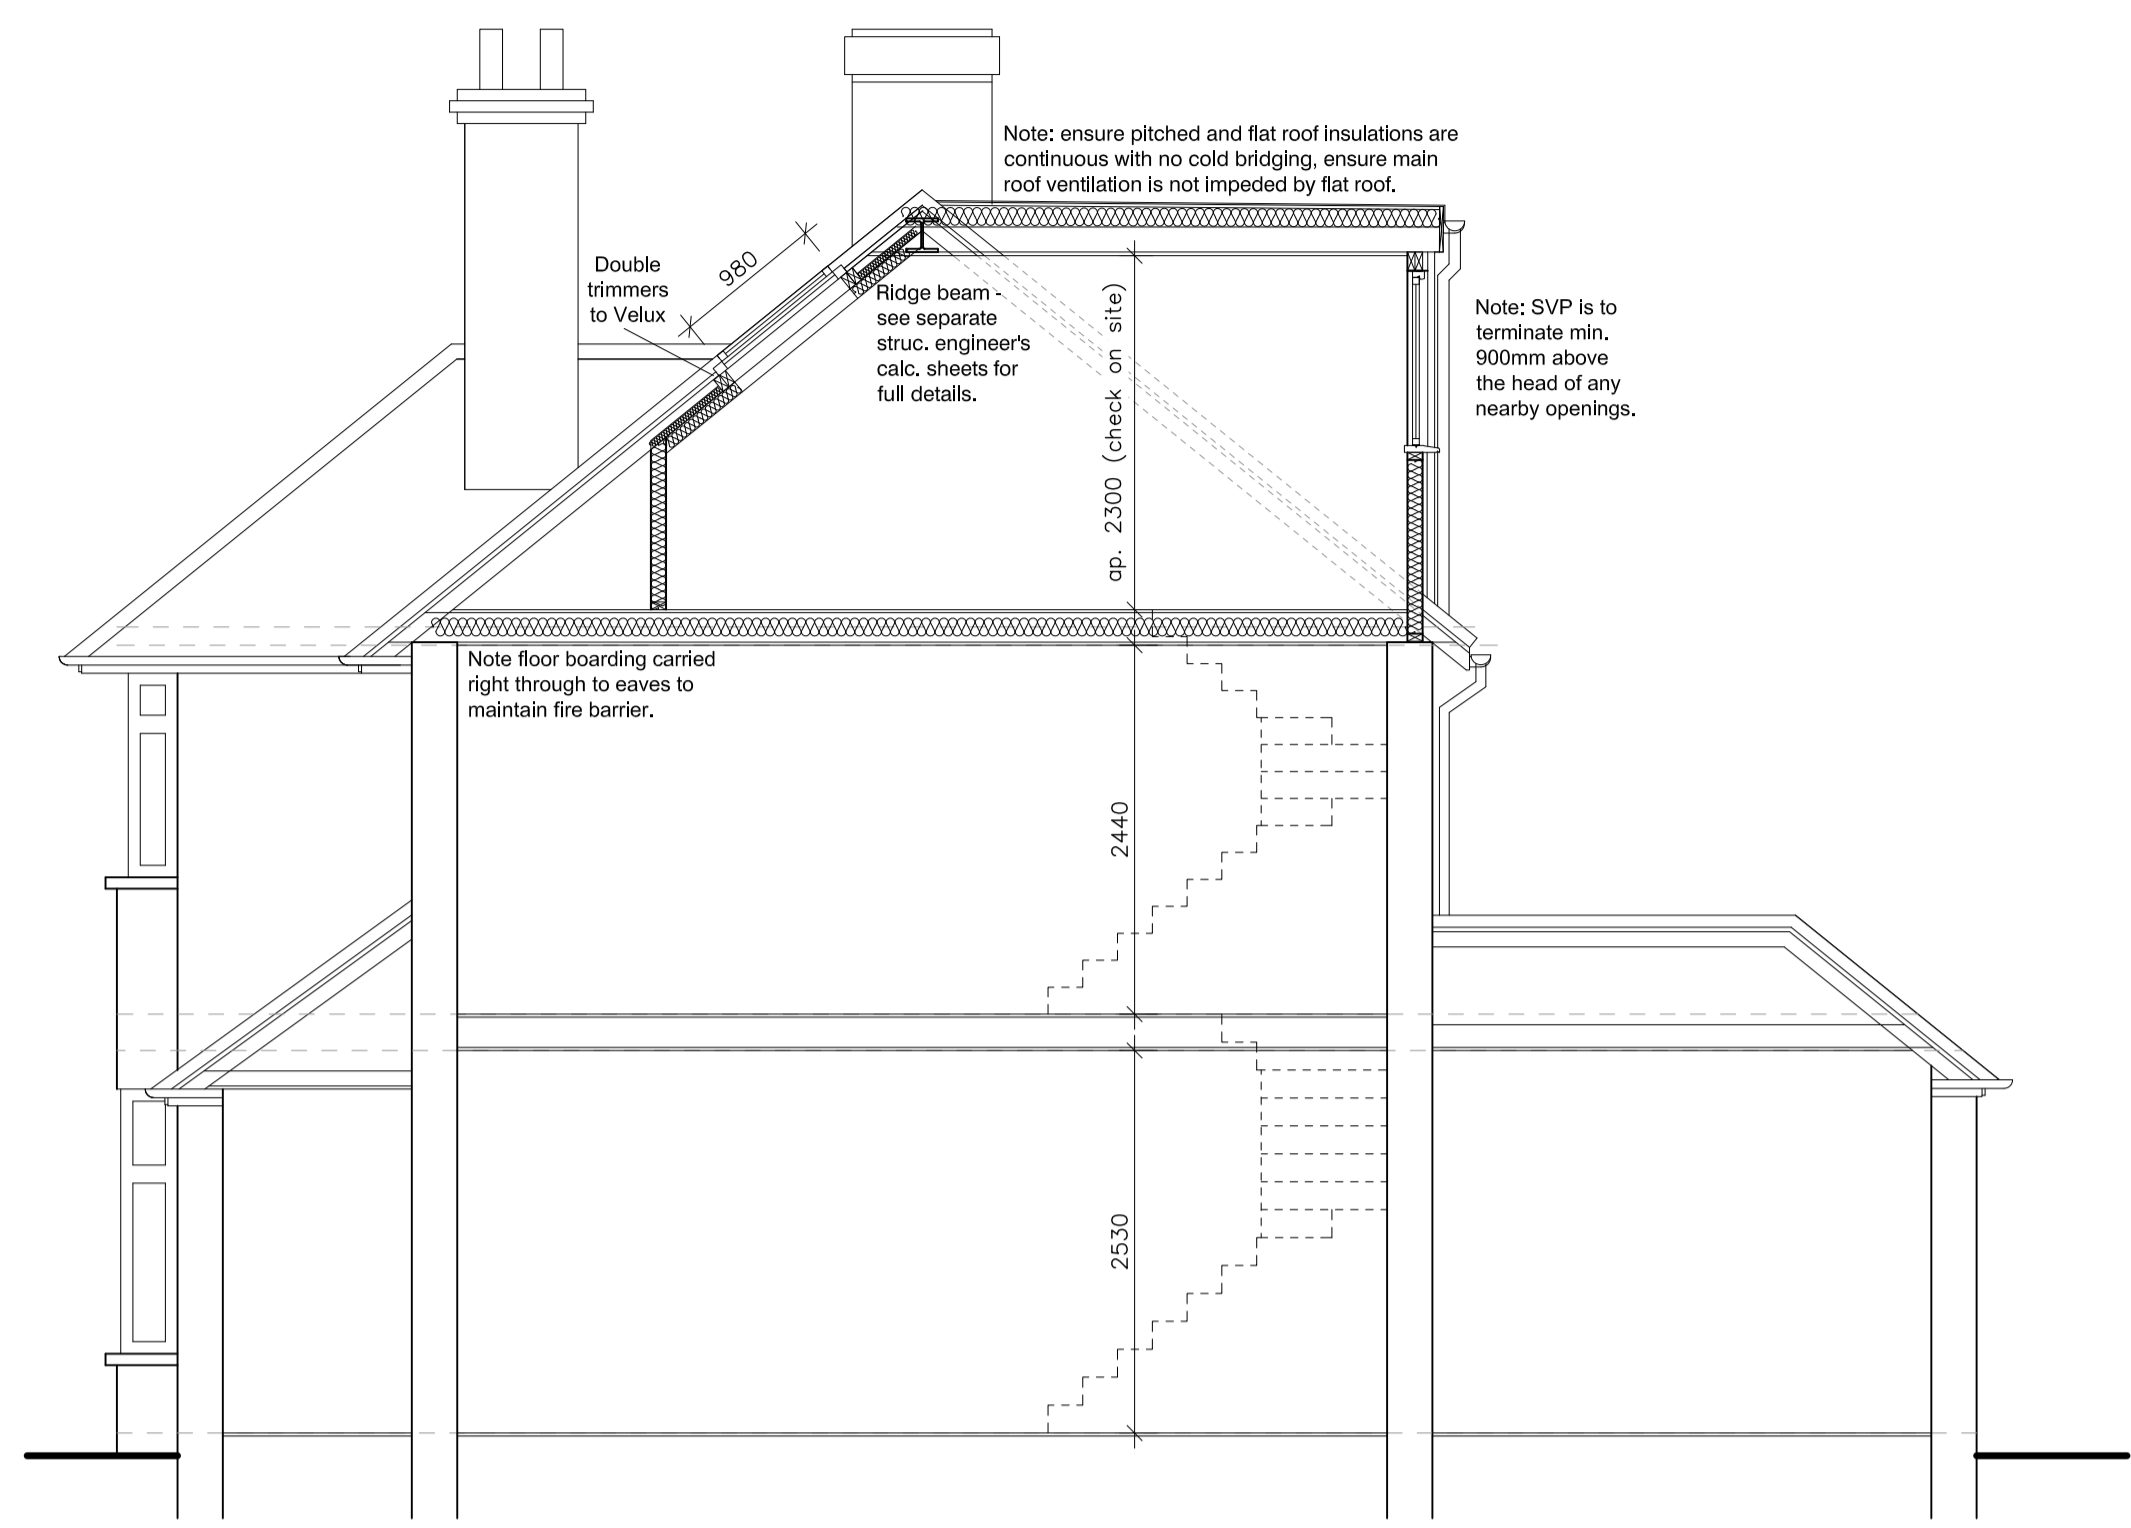 Note: ensure pitched and flat roof insulations are
continuous with no cold bridging, ensure main
roof ventilation is not impeded by flat roof.
980
Double
trimmers
to Velux
Ridge beam -
see separate
struc. engineer's
calc. sheets for
full details.
ap. 2300 (check on site)
Note: SVP is to
terminate min.
900mm above
the head of any
nearby openings.
Note floor boarding carried
right through to eaves to
maintain fire barrier.
2440
2530